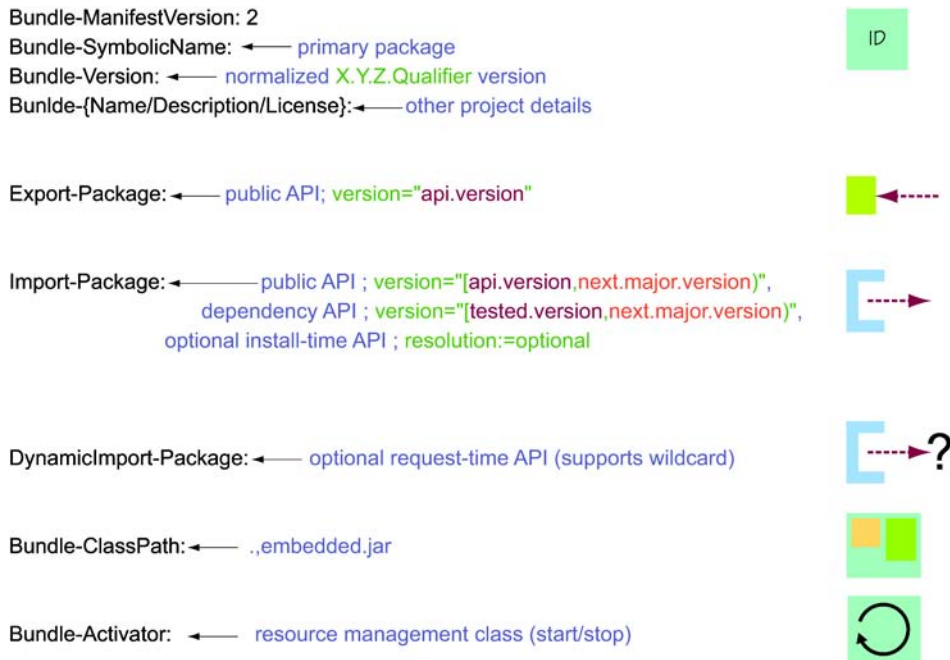 Bundle-ManifestVersion: 2
Bundle-SymbolicName: primary package
Bundle-Version: normalized X.Y.Z.Qualifier version
Bunlde-{Name/Description/License}: other project details
ID
Export-Package: public API; version="api.version"
Import-Package: public API ; version="[api.version,next.major.version)",
dependency API ; version="[tested.version,next.major.version)",
optional install-time API ; resolution:=optional
DynamicImport-Package: optional request-time API (supports wildcard)
?
Bundle-ClassPath: .,embedded.jar
Bundle-Activator: resource management class (start/stop)